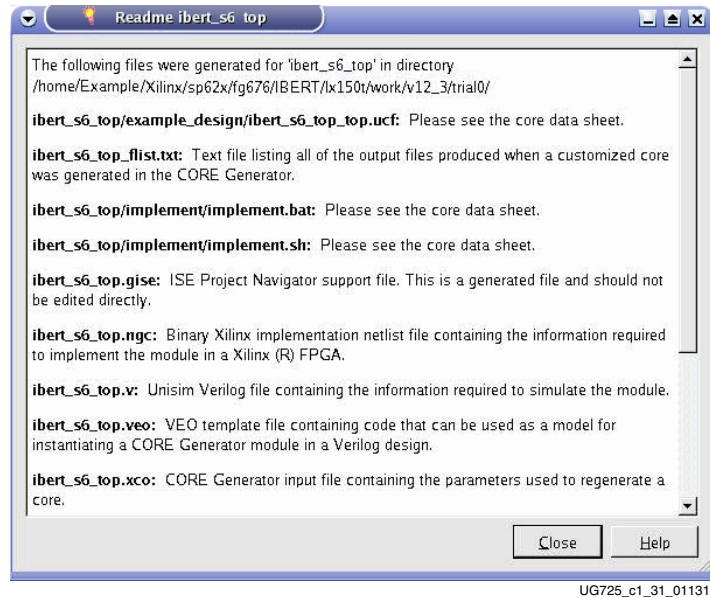 Readme ibert_s6_top
The following files were generated for 'ibert_s6_top' in directory
/home/Example/Xilinx/sp62x/fg676/IBERT/lx150t/work/v12_3/trial0/
ibert_s6_top/example_design/ibert_s6_top_top.ucf: Please see the core data sheet.
ibert_s6_top_flist.txt: Text file listing all of the output files produced when a customized core
was generated in the CORE Generator.
ibert_s6_top/implement/implement.bat: Please see the core data sheet.
ibert_s6_top/implement/implement.sh: Please see the core data sheet.
ibert_s6_top.gise: ISE Project Navigator support file. This is a generated file and should not
be edited directly.
ibert_s6_top.ngc: Binary Xilinx implementation netlist file containing the information required
to implement the module in a Xilinx (R) FPGA.
ibert_s6_top.v: Unisim Verilog file containing the information required to simulate the module.
ibert_s6_top.veo: VEO template file containing code that can be used as a model for
instantiating a CORE Generator module in a Verilog design.
ibert_s6_top.xco: CORE Generator input file containing the parameters used to regenerate a
core.
Close Help
UG725_c1_31_01131